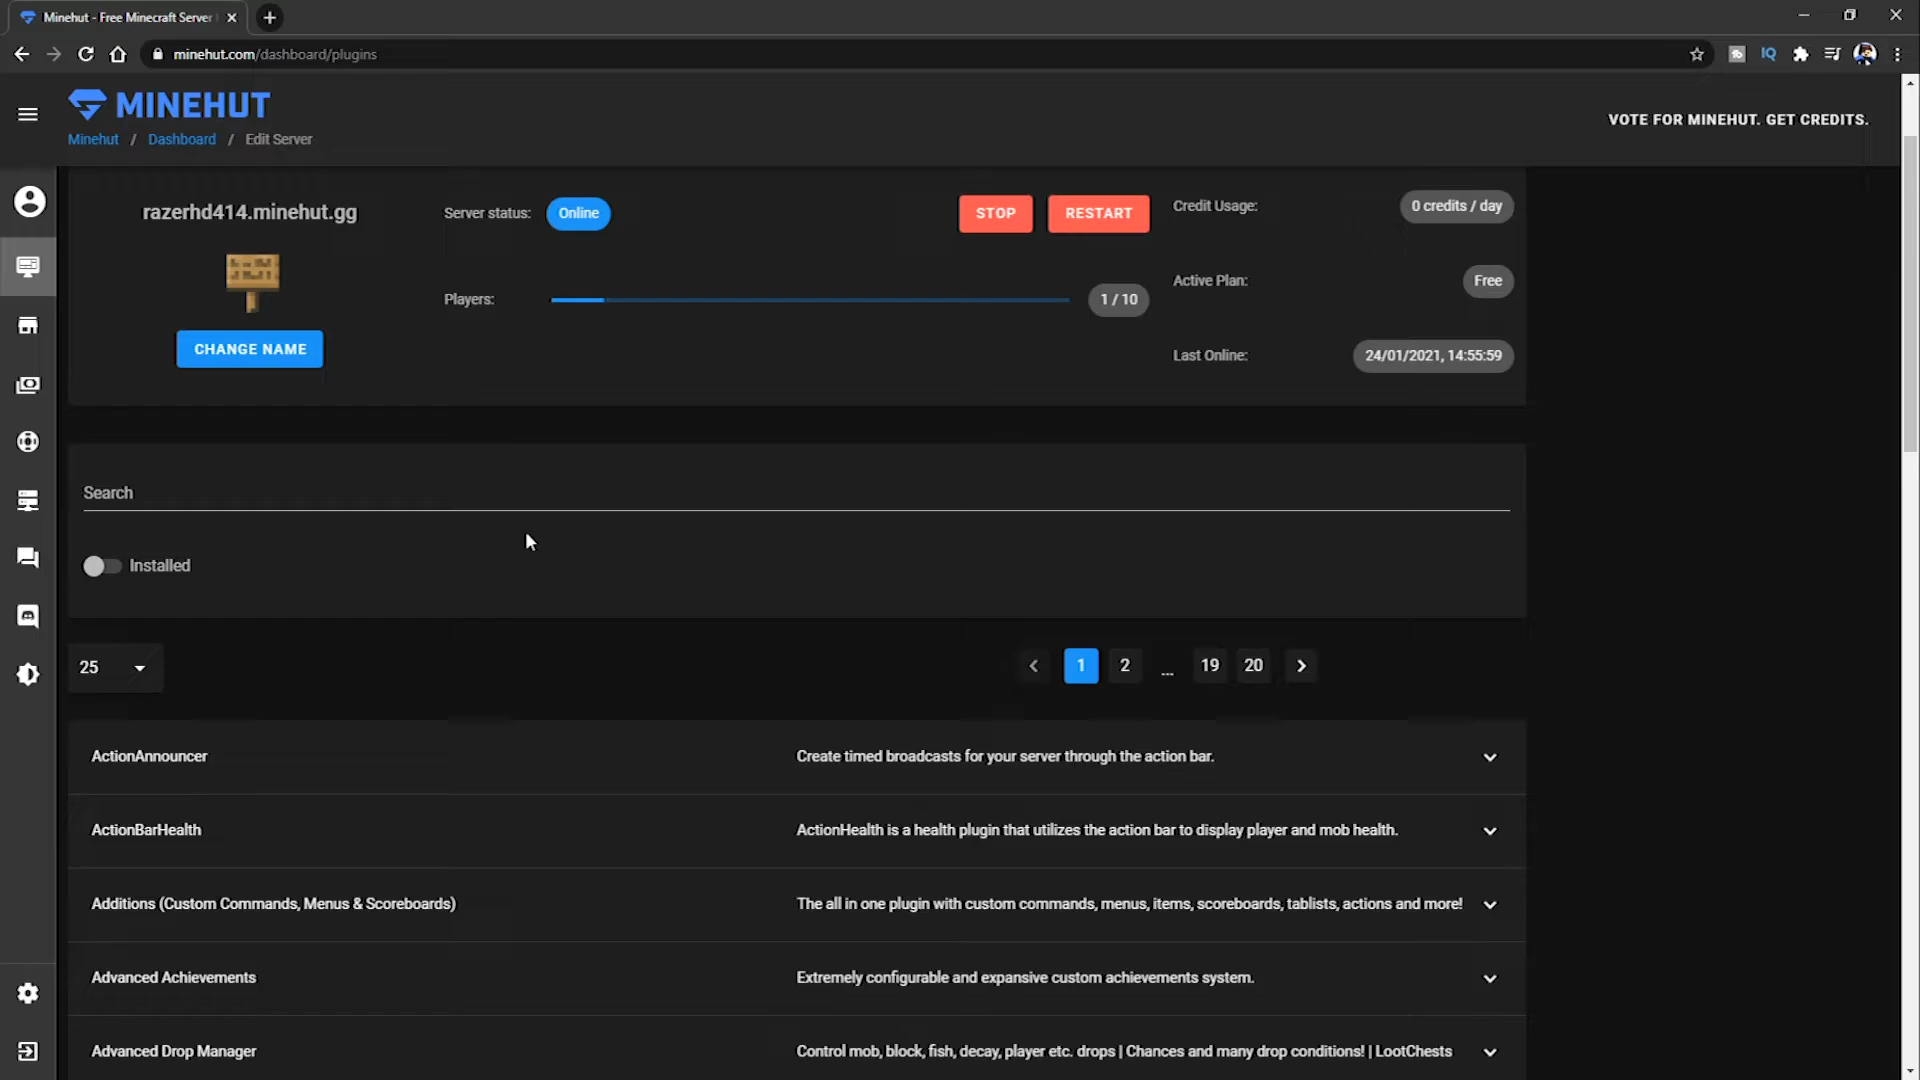 Minehut - Free Minecraft Server
minehut.com/dashboard/plugins
IQ
MINEHUT
Minehut / Dashboard / Edit Server
VOTE FOR MINEHUT. GET CREDITS.
razerhd414.minehut.gg
Server status: Online
STOP RESTART
Credit Usage: 0 credits / day
Players: 1 / 10
Active Plan: Free
CHANGE NAME
Last Online: 24/01/2021, 14:55:59
Search
Installed
25
1 2 ... 19 20
ActionAnnouncer Create timed broadcasts for your server through the action bar.
ActionBarHealth ActionHealth is a health plugin that utilizes the action bar to display player and mob health.
Additions (Custom Commands, Menus & Scoreboards) The all in one plugin with custom commands, menus, items, scoreboards, tablists, actions and more!
Advanced Achievements Extremely configurable and expansive custom achievements system.
Advanced Drop Manager Control mob, block, fish, decay, player etc. drops | Chances and many drop conditions! | LootChests